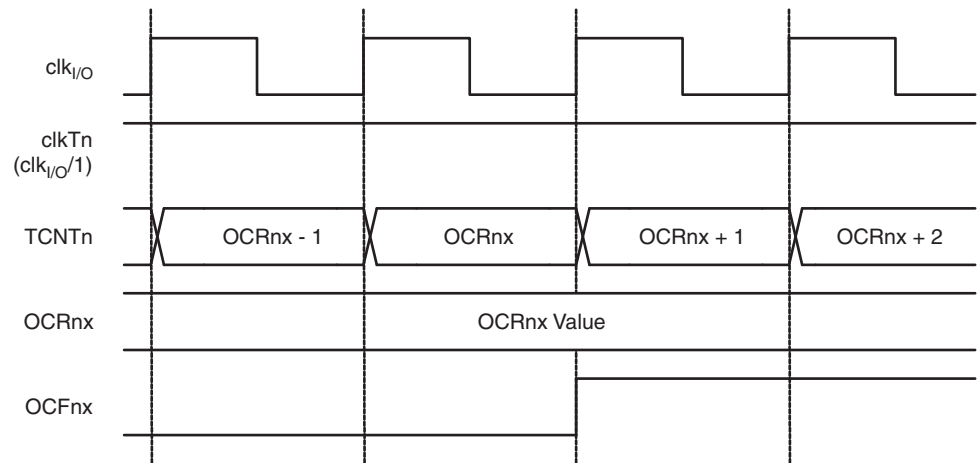 clkI/O
clkTn
(clkI/O/1)
TCNTn
OCRnx - 1
OCRnx
OCRnx + 1
OCRnx + 2
OCRnx
OCRnx Value
OCFnx